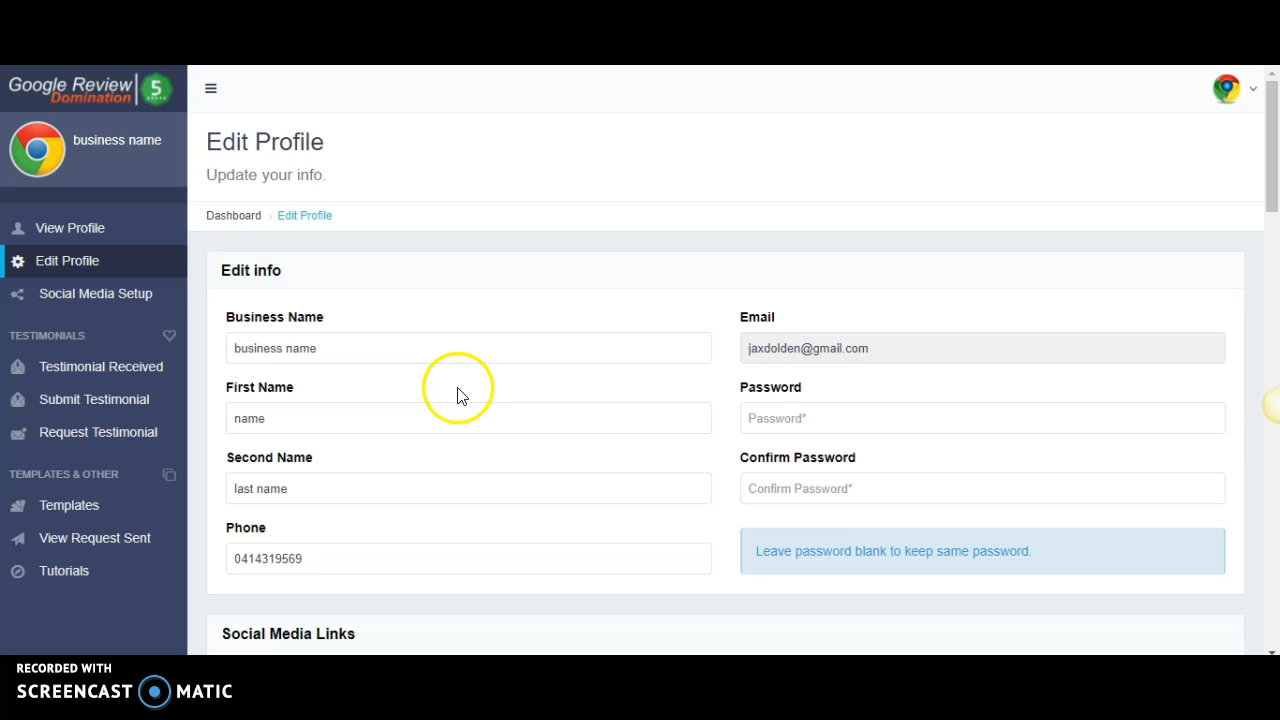 Google Review
Domination
5
business name
View Profile
Edit Profile
Social Media Setup
TESTIMONIALS
Testimonial Received
Submit Testimonial
Request Testimonial
TEMPLATES & OTHER
Templates
View Request Sent
Tutorials
Edit Profile
Update your info.
Dashboard › Edit Profile
Edit info
Business Name
business name
First Name
name
Second Name
last name
Phone
0414319569
Email
jaxdolden@gmail.com
Password
Password*
Confirm Password
Confirm Password*
Leave password blank to keep same password.
Social Media Links
RECORDED WITH
SCREENCAST MATIC